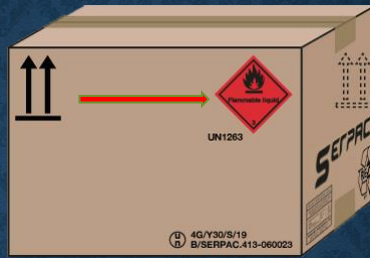 Flammable liquid
3
UN1263
4G/Y30/S/19
B/SERPAC.413-060023
SERPAC